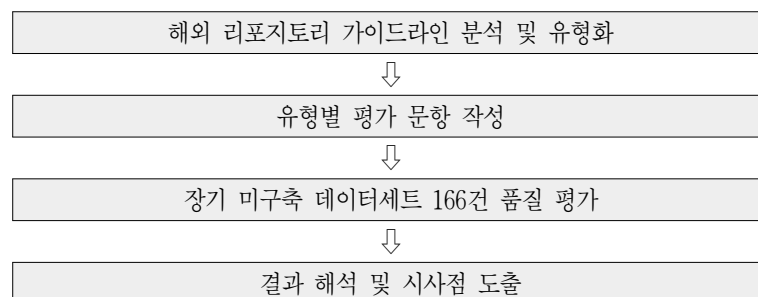 해외 리포지토리 가이드라인 분석 및 유형화
⇩
유형별 평가 문항 작성
⇩
장기 미구축 데이터세트 166건 품질 평가
⇩
결과 해석 및 시사점 도출